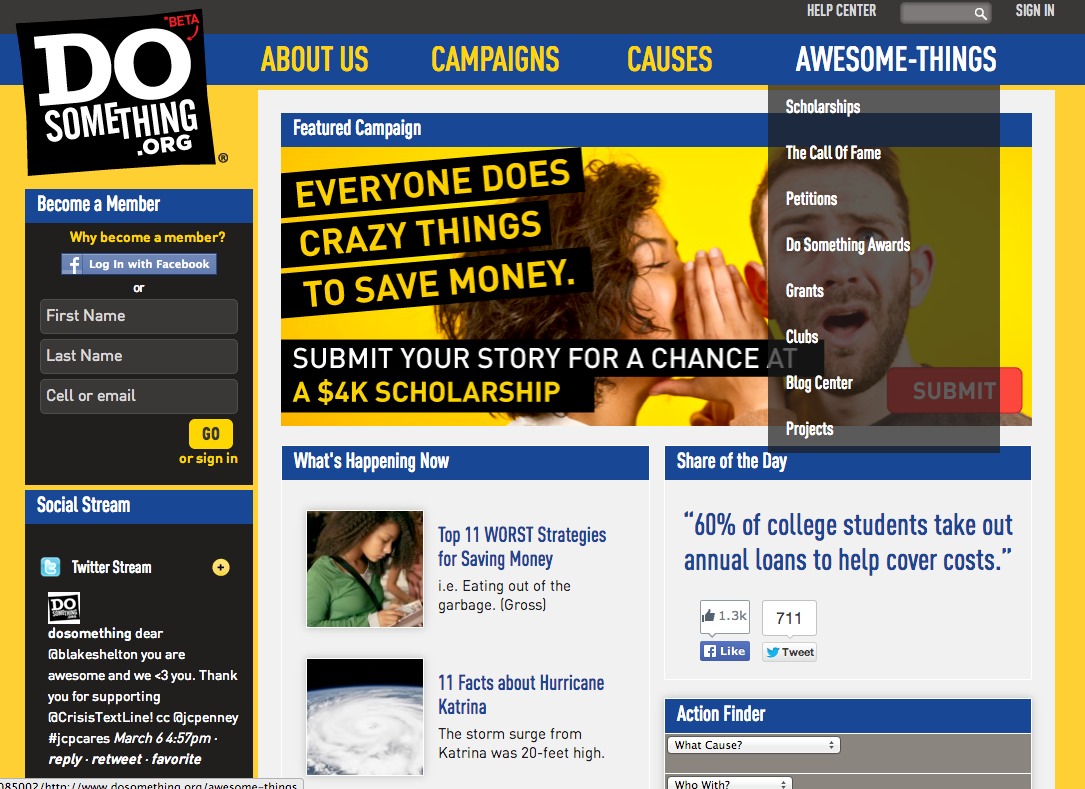 HELP CENTER
SIGN IN
*BETA
DO
SOMETHING
.ORG
®
ABOUT US
CAMPAIGNS
CAUSES
AWESOME-THINGS
Scholarships
The Call Of Fame
Petitions
Do Something Awards
Grants
Clubs
Blog Center
Projects
Become a Member
Why become a member?
f Log In with Facebook
or
First Name
Last Name
Cell or email
GO
or sign in
Social Stream
Twitter Stream
+
DO
SOMETHING
dosomething dear
@blakeshelton you are
awesome and we <3 you. Thank
you for supporting
@CrisisTextLine! cc @jcpenney
#jcpcares March 6 4:57pm ·
reply · retweet · favorite
Featured Campaign
EVERYONE DOES
CRAZY THINGS
TO SAVE MONEY.
SUBMIT YOUR STORY FOR A CHANCE AT
A $4K SCHOLARSHIP
SUBMIT
What's Happening Now
Top 11 WORST Strategies
for Saving Money
i.e. Eating out of the
garbage. (Gross)
11 Facts about Hurricane
Katrina
The storm surge from
Katrina was 20-feet high.
Share of the Day
“60% of college students take out
annual loans to help cover costs.”
1.3k
711
f Like
Tweet
Action Finder
What Cause?
Who With?
085002/http://www.dosomething.org/awesome-things